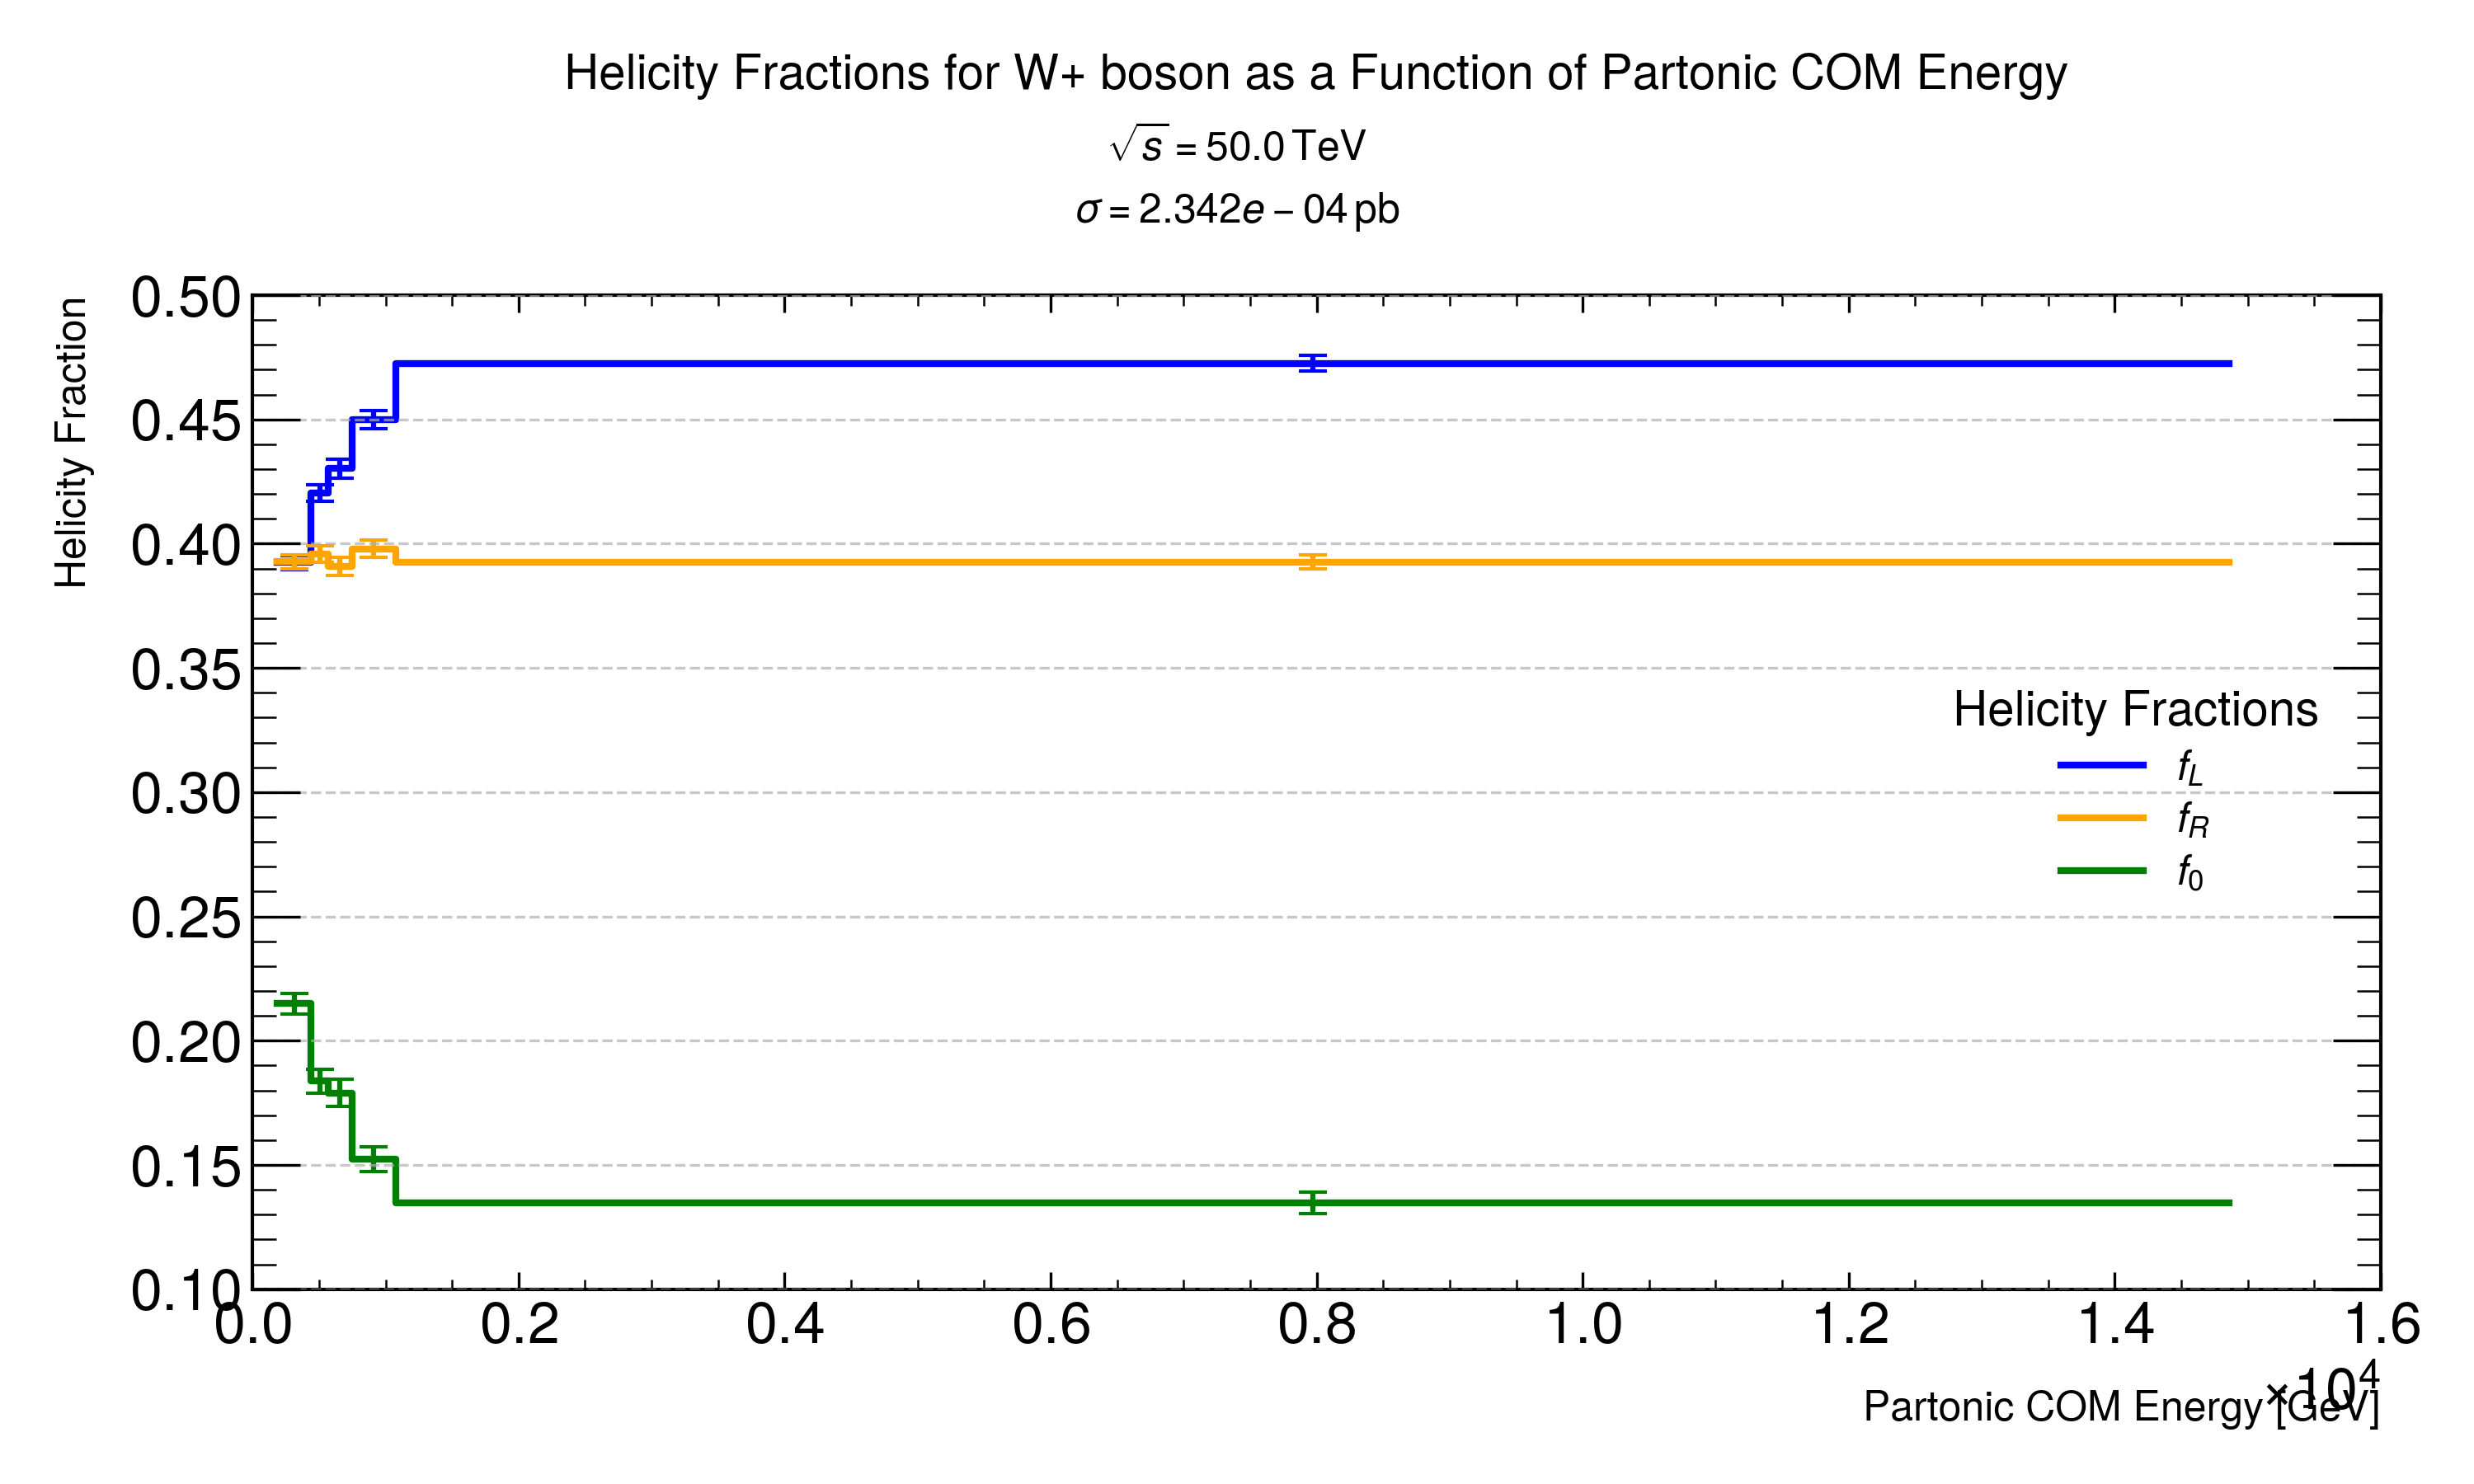 Helicity Fractions for W+ boson as a Function of Partonic COM Energy
√s = 50.0 TeV
σ = 2.342e − 04 pb
Helicity Fraction
0.50
0.45
0.40
0.35
0.30
0.25
0.20
0.15
0.10
Helicity Fractions
f_L
f_R
f_0
0.0 0.2 0.4 0.6 0.8 1.0 1.2 1.4 1.6
×10⁴
Partonic COM Energy [GeV]